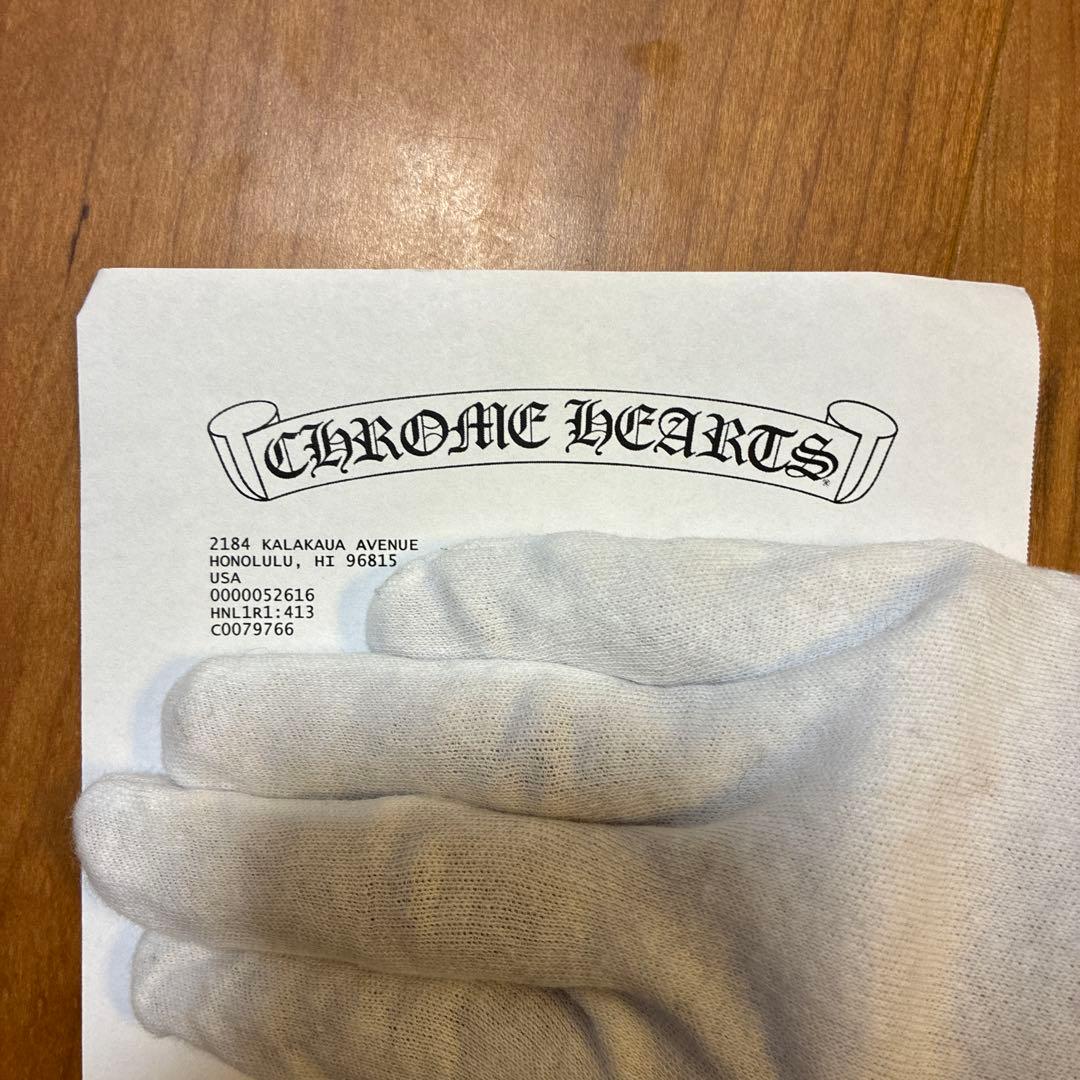 CHROME HEARTS®
2184 KALAKAUA AVENUE
HONOLULU, HI 96815
USA
0000052616
HNL1R1:413
C0079766